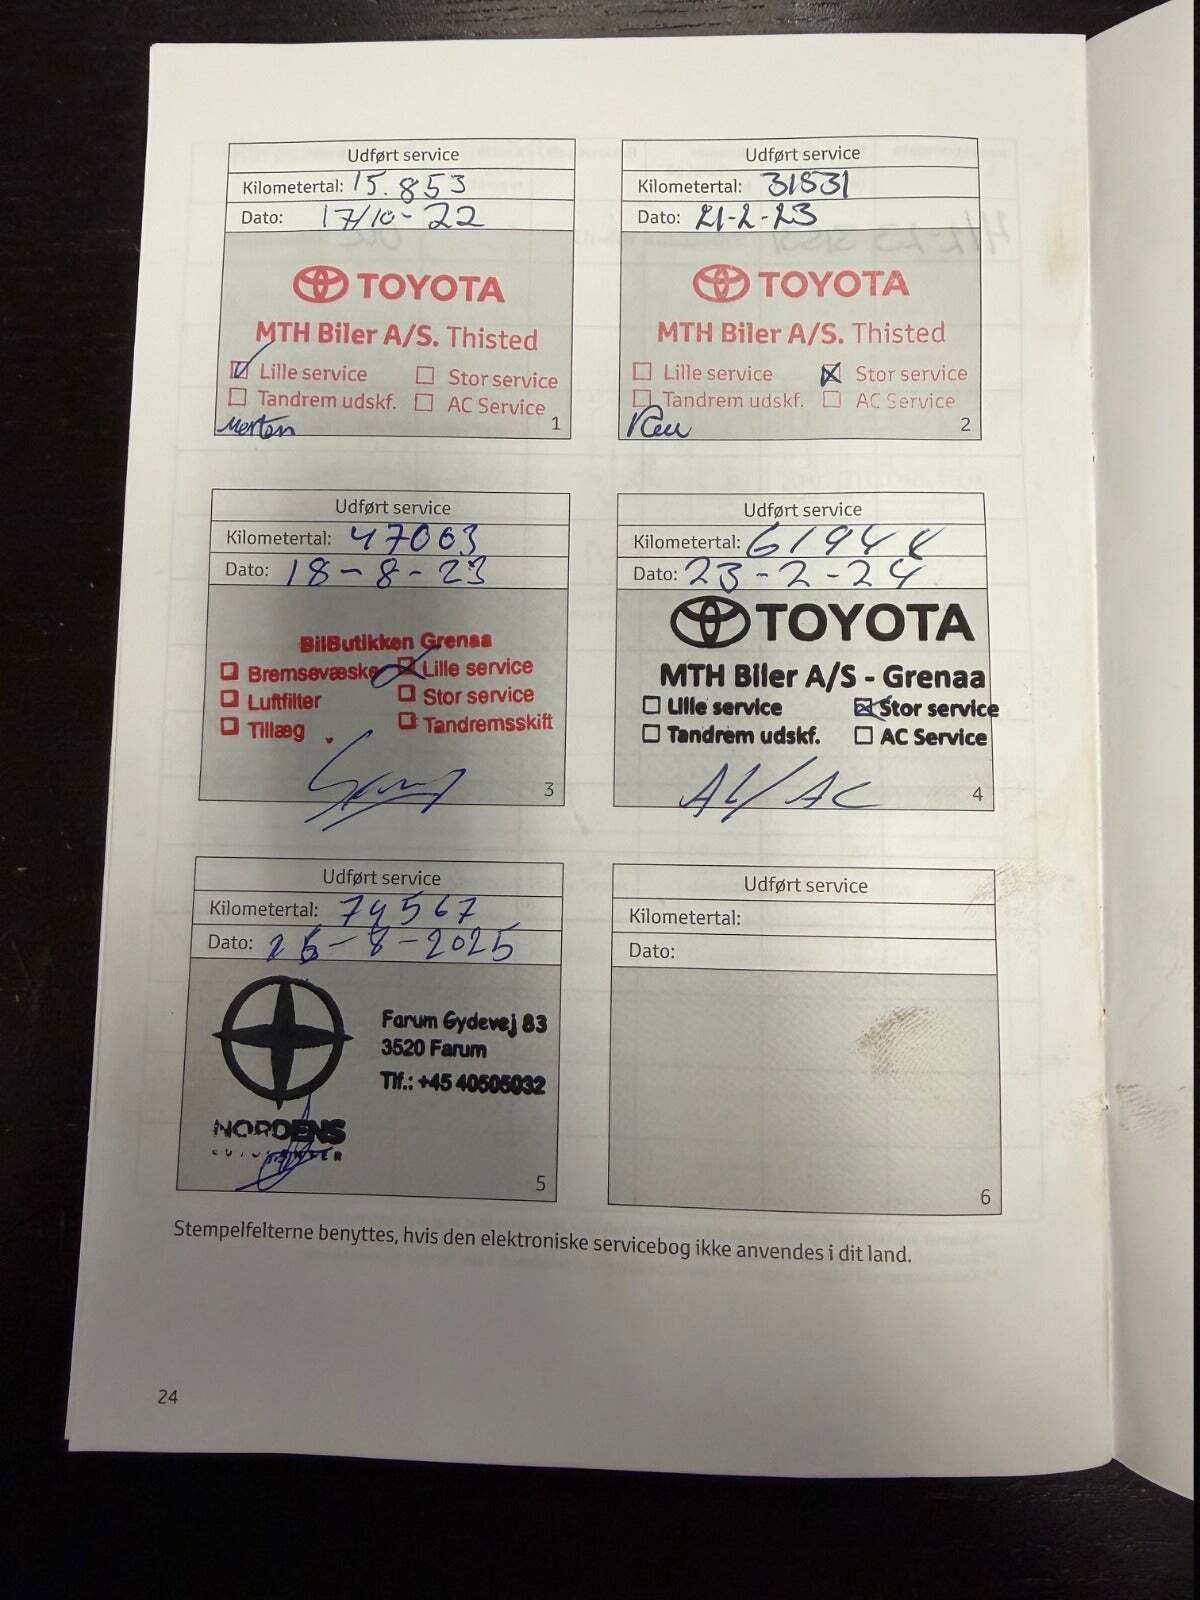 Udført service
Kilometertal: 15.853
Dato: 17/10-22
TOYOTA
MTH Biler A/S. Thisted
Lille service Stor service
Tandrem udskf. AC Service
Morten 1
Udført service
Kilometertal: 31531
Dato: 21-2-23
TOYOTA
MTH Biler A/S. Thisted
Lille service Stor service
Tandrem udskf. AC Service
2
Udført service
Kilometertal: 47063
Dato: 18-8-23
BilButikken Grenaa
Bremsevæske Lille service
Luftfilter Stor service
Tillæg Tandremsskift
3
Udført service
Kilometertal:
Dato: 23-2-24
TOYOTA
MTH Biler A/S - Grenaa
Lille service Stor service
Tandrem udskf. AC Service
4
Udført service
Kilometertal: 74567
Dato: 26-8-2025
Farum Gydevej 83
3520 Farum
Tlf.: +45 40505032
NORDENS
5
Udført service
Kilometertal:
Dato:
6
Stempelfelterne benyttes, hvis den elektroniske servicebog ikke anvendes i dit land.
24